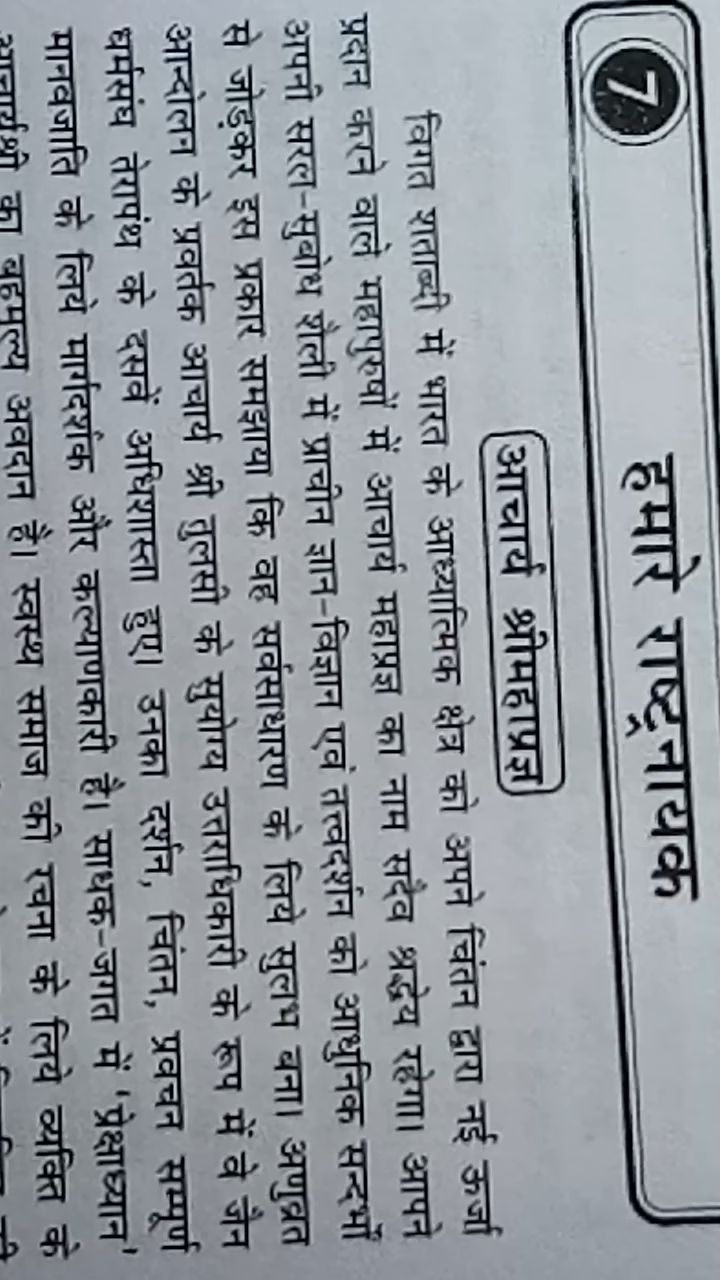 7
हमारे राष्ट्रनायक
आचार्य श्रीमहाप्रज्ञ
विगत शताब्दी में भारत के आध्यात्मिक क्षेत्र को अपने चिंतन द्वारा नई ऊर्जा
प्रदान करने वाले महापुरुषों में आचार्य महाप्रज्ञ का नाम सदैव श्रद्धेय रहेगा। आपने
अपनी सरल-सुबोध शैली में प्राचीन ज्ञान-विज्ञान एवं तत्वदर्शन को आधुनिक सन्दर्भों
से जोड़कर इस प्रकार समझाया कि वह सर्वसाधारण के लिये सुलभ बना। अणुव्रत
आन्दोलन के प्रवर्तक आचार्य श्री तुलसी के सुयोग्य उत्तराधिकारी के रूप में वे जैन
धर्मसंघ तेरापंथ के दसवें अधिशास्ता हुए। उनका दर्शन, चिंतन, प्रवचन सम्पूर्ण
मानवजाति के लिये मार्गदर्शक और कल्याणकारी है। साधक-जगत में 'प्रेक्षाध्यान'
आचार्यश्री का बहुमूल्य अवदान है। स्वस्थ समाज की रचना के लिये व्यक्ति के